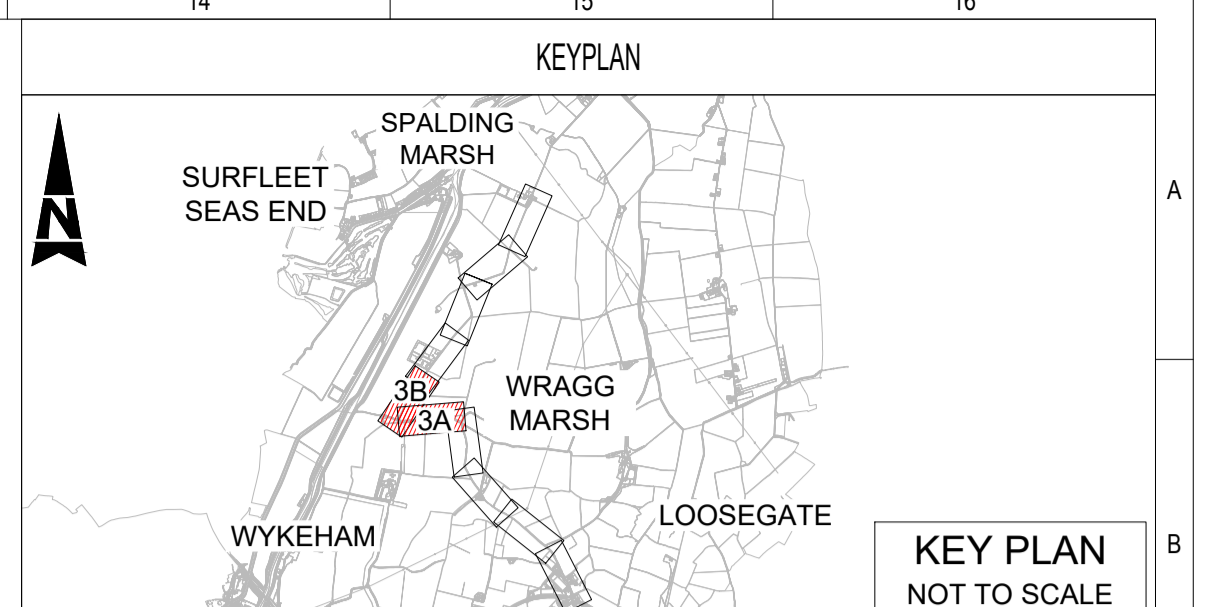 14
15
16
KEYPLAN
SPALDING
MARSH
SURFLEET
SEAS END
N
A
3B
3A
WRAGG
MARSH
LOOSEGATE
WYKEHAM
KEY PLAN
NOT TO SCALE
B